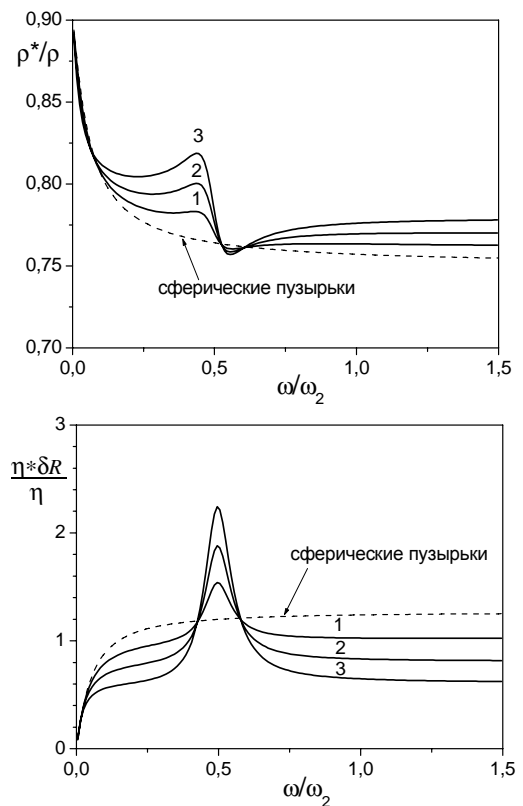 0,90
ρ*/ρ
0,85
0,80
0,75
0,70
3
2
1
сферические пузырьки
0,0 0,5 1,0 1,5
ω/ω₂
3
η*δR
η
2
1
0
сферические пузырьки
1
2
3
0,0 0,5 1,0 1,5
ω/ω₂